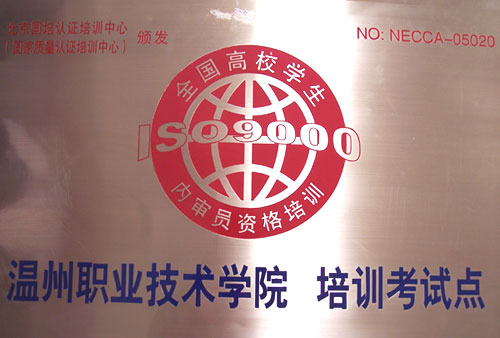 北京国培认证培训中心
(国家质量认证培训中心) 颁发
NO: NECCA-05020
全国高校学生
ISO9000
内审员资格培训
温州职业技术学院 培训考试点